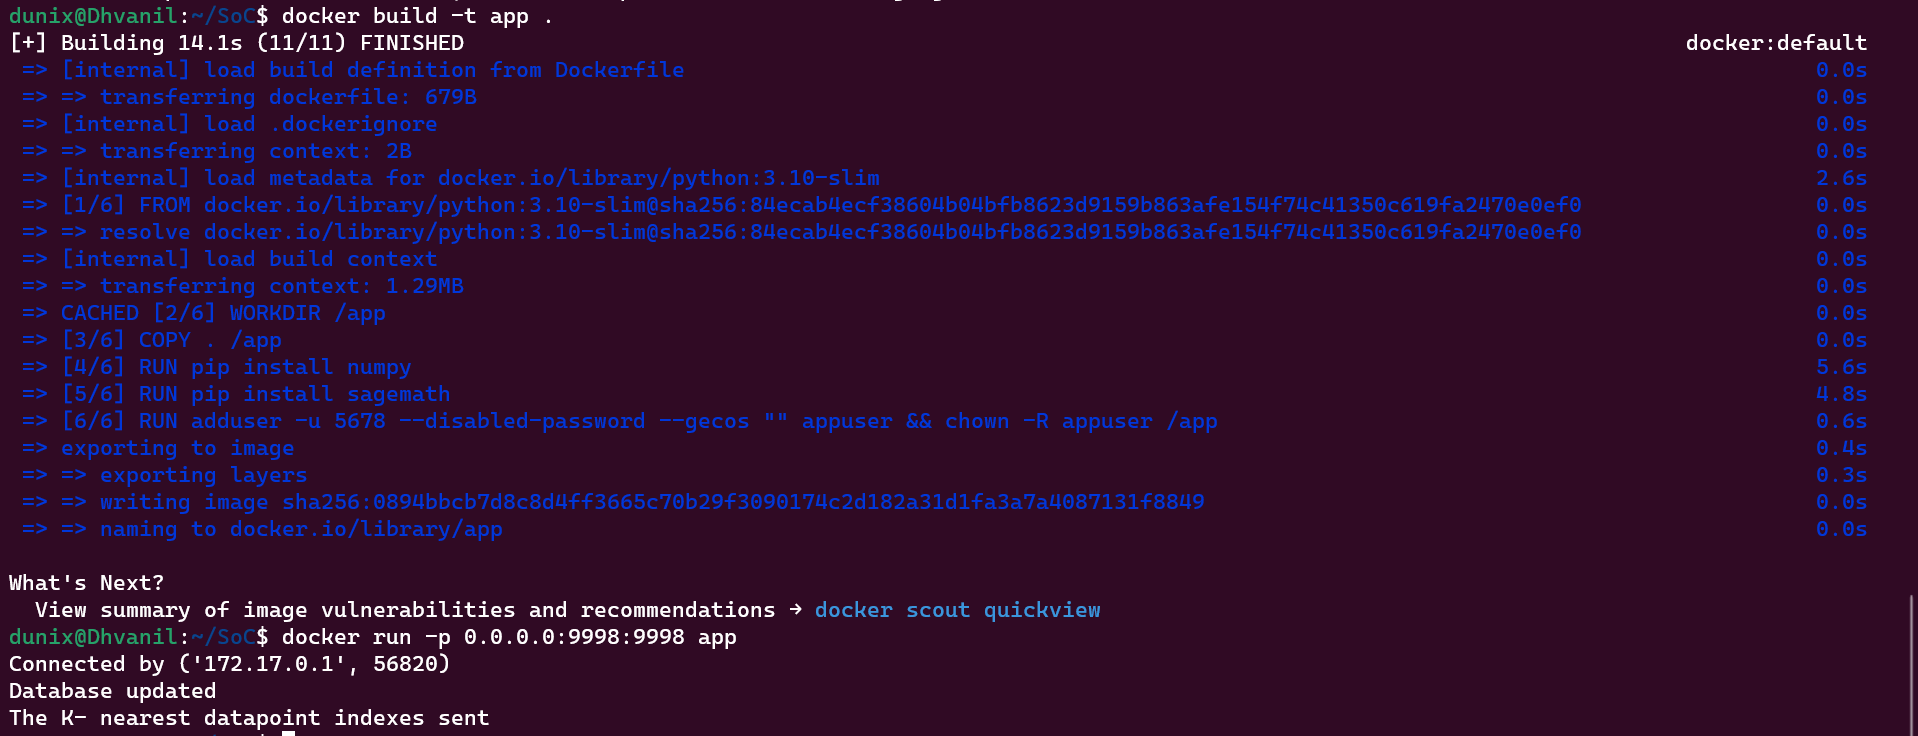 dunix@Dhvanil:~/SoC$ docker build -t app .
[+] Building 14.1s (11/11) FINISHED docker:default
=> [internal] load build definition from Dockerfile 0.0s
=> => transferring dockerfile: 679B 0.0s
=> [internal] load .dockerignore 0.0s
=> => transferring context: 2B 0.0s
=> [internal] load metadata for docker.io/library/python:3.10-slim 2.6s
=> [1/6] FROM docker.io/library/python:3.10-slim@sha256:84ecab4ecf38604b04bfb8623d9159b863afe154f74c41350c619fa2470e0ef0 0.0s
=> => resolve docker.io/library/python:3.10-slim@sha256:84ecab4ecf38604b04bfb8623d9159b863afe154f74c41350c619fa2470e0ef0 0.0s
=> [internal] load build context 0.0s
=> => transferring context: 1.29MB 0.0s
=> CACHED [2/6] WORKDIR /app 0.0s
=> [3/6] COPY . /app 0.0s
=> [4/6] RUN pip install numpy 5.6s
=> [5/6] RUN pip install sagemath 4.8s
=> [6/6] RUN adduser -u 5678 --disabled-password --gecos "" appuser && chown -R appuser /app 0.6s
=> exporting to image 0.4s
=> => exporting layers 0.3s
=> => writing image sha256:0894bbcb7d8c8d4ff3665c70b29f3090174c2d182a31d1fa3a7a4087131f8849 0.0s
=> => naming to docker.io/library/app 0.0s
What's Next?
View summary of image vulnerabilities and recommendations → docker scout quickview
dunix@Dhvanil:~/SoC$ docker run -p 0.0.0.0:9998:9998 app
Connected by ('172.17.0.1', 56820)
Database updated
The K- nearest datapoint indexes sent